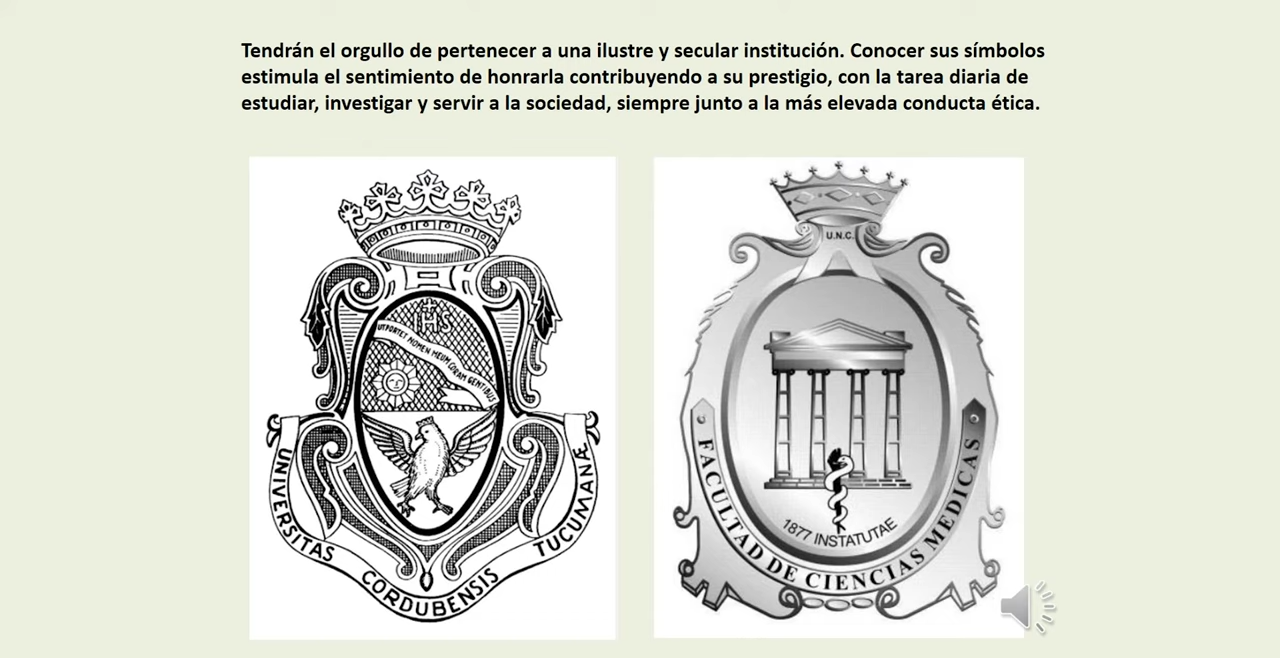 Tendrán el orgullo de pertenecer a una ilustre y secular institución. Conocer sus símbolos
estimula el sentimiento de honrarla contribuyendo a su prestigio, con la tarea diaria de
estudiar, investigar y servir a la sociedad, siempre junto a la más elevada conducta ética.
IHS
UTPORTET NOMEN MEUM CORAM GENTIBUS
UNIVERSITAS CORDUBENSIS TUCUMANÆ
U.N.C.
1877 INSTATUTAE
FACULTAD DE CIENCIAS MEDICAS